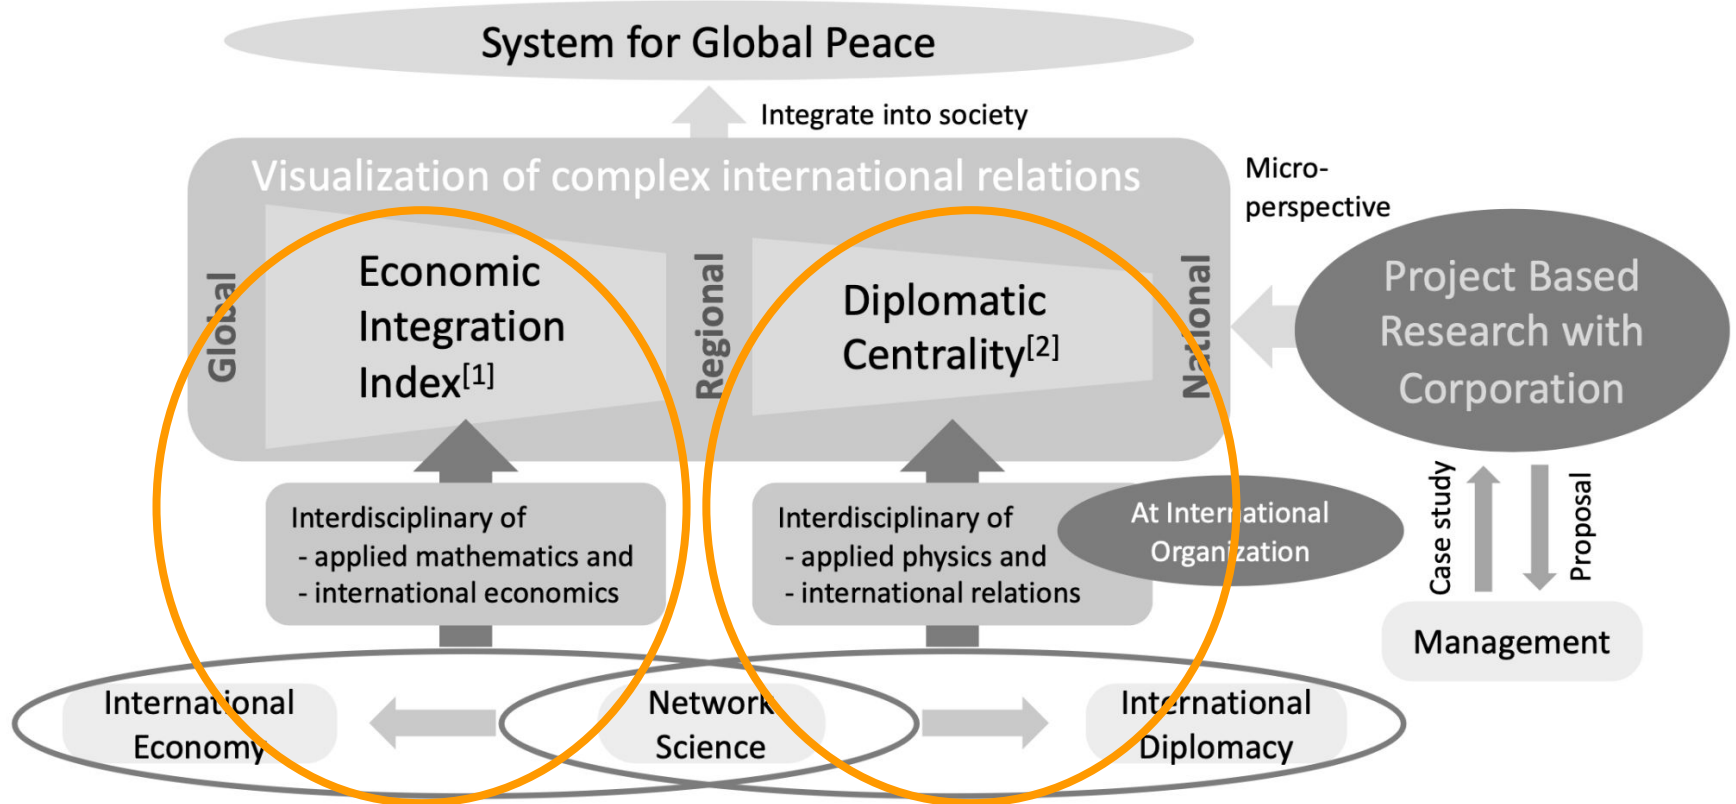 System for Global Peace
Integrate into society
Visualization of complex international relations
Micro-
perspective
Global
Economic
Integration
Index[1]
Regional
Diplomatic
Centrality[2]
National
Project Based
Research with
Corporation
Interdisciplinary of
- applied mathematics and
- international economics
Interdisciplinary of
- applied physics and
- international relations
At International
Organization
Case study
Proposal
Management
International
Economy
Network
Science
International
Diplomacy